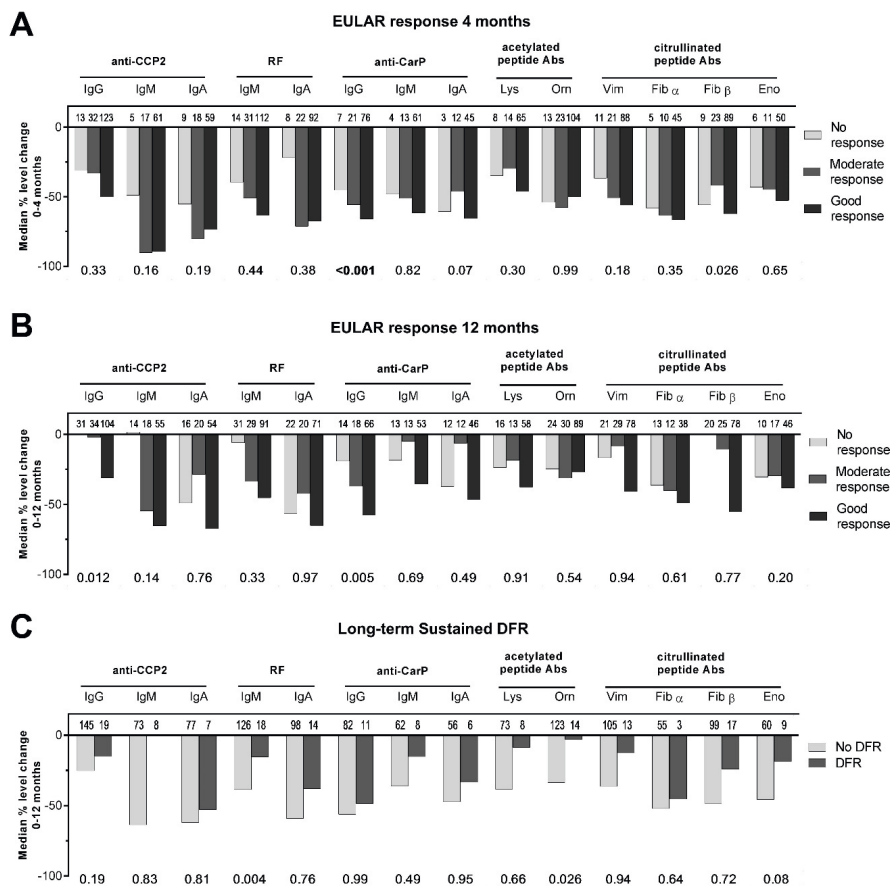 A
EULAR response 4 months
anti-CCP2 RF anti-CarP acetylated peptide Abs citrullinated peptide Abs
IgG IgM IgA IgM IgA IgG IgM IgA Lys Orn Vim Fib α Fib β Eno
13 32 123 5 17 61 9 18 59 14 31 112 8 22 92 7 21 76 4 13 61 3 12 45 8 14 65 13 23 104 11 21 88 5 10 45 9 23 89 6 11 50
Median % level change
0-4 months
0
-50
-100
No response
Moderate response
Good response
0.33 0.16 0.19 0.44 0.38 <0.001 0.82 0.07 0.30 0.99 0.18 0.35 0.026 0.65
B
EULAR response 12 months
anti-CCP2 RF anti-CarP acetylated peptide Abs citrullinated peptide Abs
IgG IgM IgA IgM IgA IgG IgM IgA Lys Orn Vim Fib α Fib β Eno
31 34 104 14 18 55 16 20 54 31 29 91 22 20 71 14 18 66 13 13 53 12 12 46 16 13 58 24 30 89 21 29 78 13 12 38 20 25 78 10 17 46
Median % level change
0-12 months
0
-50
-100
No response
Moderate response
Good response
0.012 0.14 0.76 0.33 0.97 0.005 0.69 0.49 0.91 0.54 0.94 0.61 0.77 0.20
C
Long-term Sustained DFR
anti-CCP2 RF anti-CarP acetylated peptide Abs citrullinated peptide Abs
IgG IgM IgA IgM IgA IgG IgM IgA Lys Orn Vim Fib α Fib β Eno
145 19 73 8 77 7 126 18 98 14 82 11 62 8 56 6 73 8 123 14 105 13 55 3 99 17 60 9
Median % level change
0-12 months
0
-50
-100
No DFR
DFR
0.19 0.83 0.81 0.004 0.76 0.99 0.49 0.95 0.66 0.026 0.94 0.64 0.72 0.08